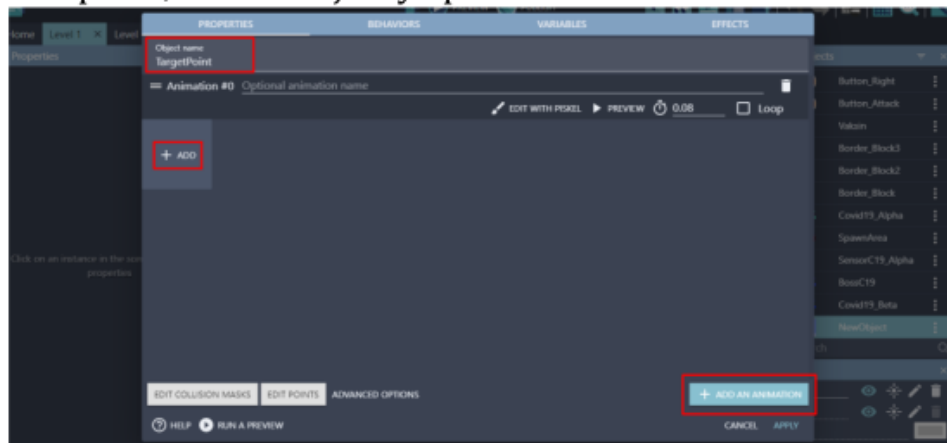 PROPERTIES BEHAVIORS VARIABLES EFFECTS
Home Level 1 × Level
Properties
Object name
TargetPoint
Animation #0 Optional animation name
EDIT WITH PISKEL PREVIEW 0.08 Loop
+ ADD
Button_Right
Button_Attack
Vaksin
Border_Block3
Border_Block2
Border_Block
Covid19_Alpha
SpawnArea
SensorC19_Alpha
BossC19
Covid19_Beta
NewObject
Click on an instance in the
properties
EDIT COLLISION MASKS EDIT POINTS ADVANCED OPTIONS + ADD AN ANIMATION
HELP RUN A PREVIEW CANCEL APPLY